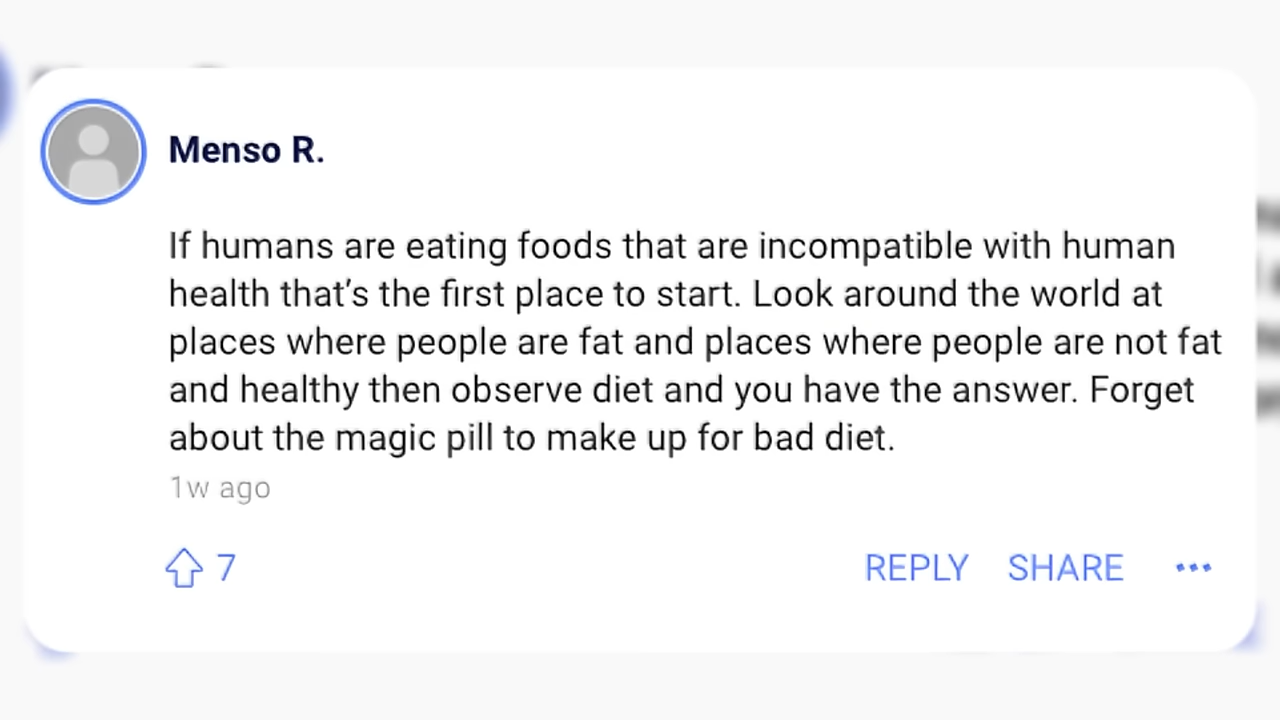 Menso R.
If humans are eating foods that are incompatible with human
health that's the first place to start. Look around the world at
places where people are fat and places where people are not fat
and healthy then observe diet and you have the answer. Forget
about the magic pill to make up for bad diet.
1w ago
7
REPLY SHARE